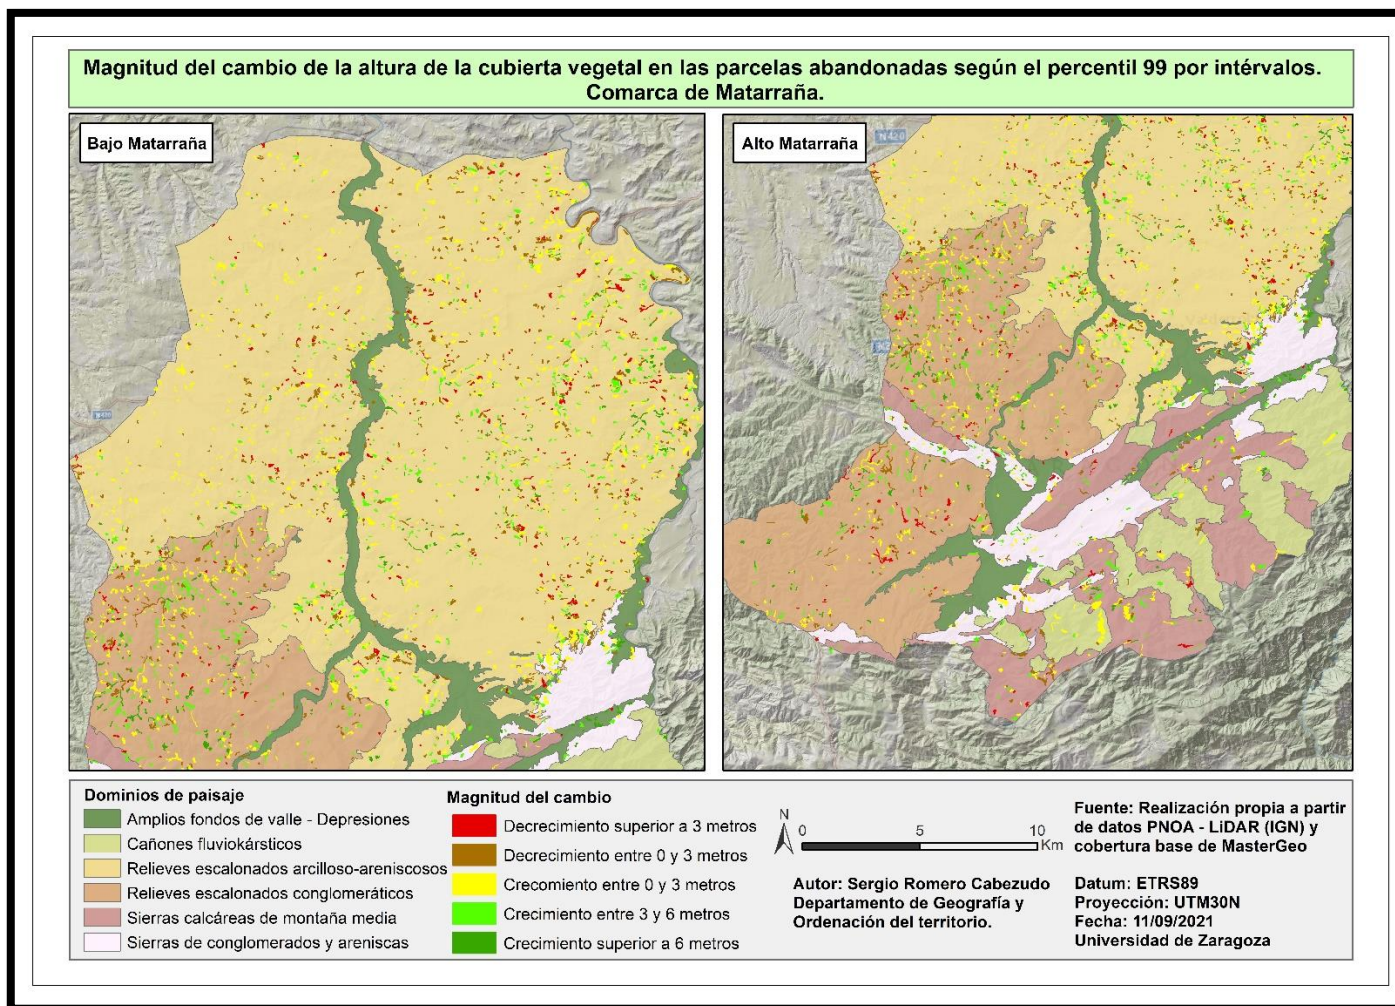 Magnitud del cambio de la altura de la cubierta vegetal en las parcelas abandonadas según el percentil 99 por intérvalos.
Comarca de Matarraña.
Bajo Matarraña
Alto Matarraña
N-420
N-420
Dominios de paisaje
Amplios fondos de valle - Depresiones
Cañones fluviokársticos
Relieves escalonados arcilloso-areniscosos
Relieves escalonados conglomeráticos
Sierras calcáreas de montaña media
Sierras de conglomerados y areniscas
Magnitud del cambio
Decrecimiento superior a 3 metros
Decrecimiento entre 0 y 3 metros
Crecomiento entre 0 y 3 metros
Crecimiento entre 3 y 6 metros
Crecimiento superior a 6 metros
N
0 5 10
Km
Autor: Sergio Romero Cabezudo
Departamento de Geografía y
Ordenación del territorio.
Fuente: Realización propia a partir
de datos PNOA - LiDAR (IGN) y
cobertura base de MasterGeo
Datum: ETRS89
Proyección: UTM30N
Fecha: 11/09/2021
Universidad de Zaragoza